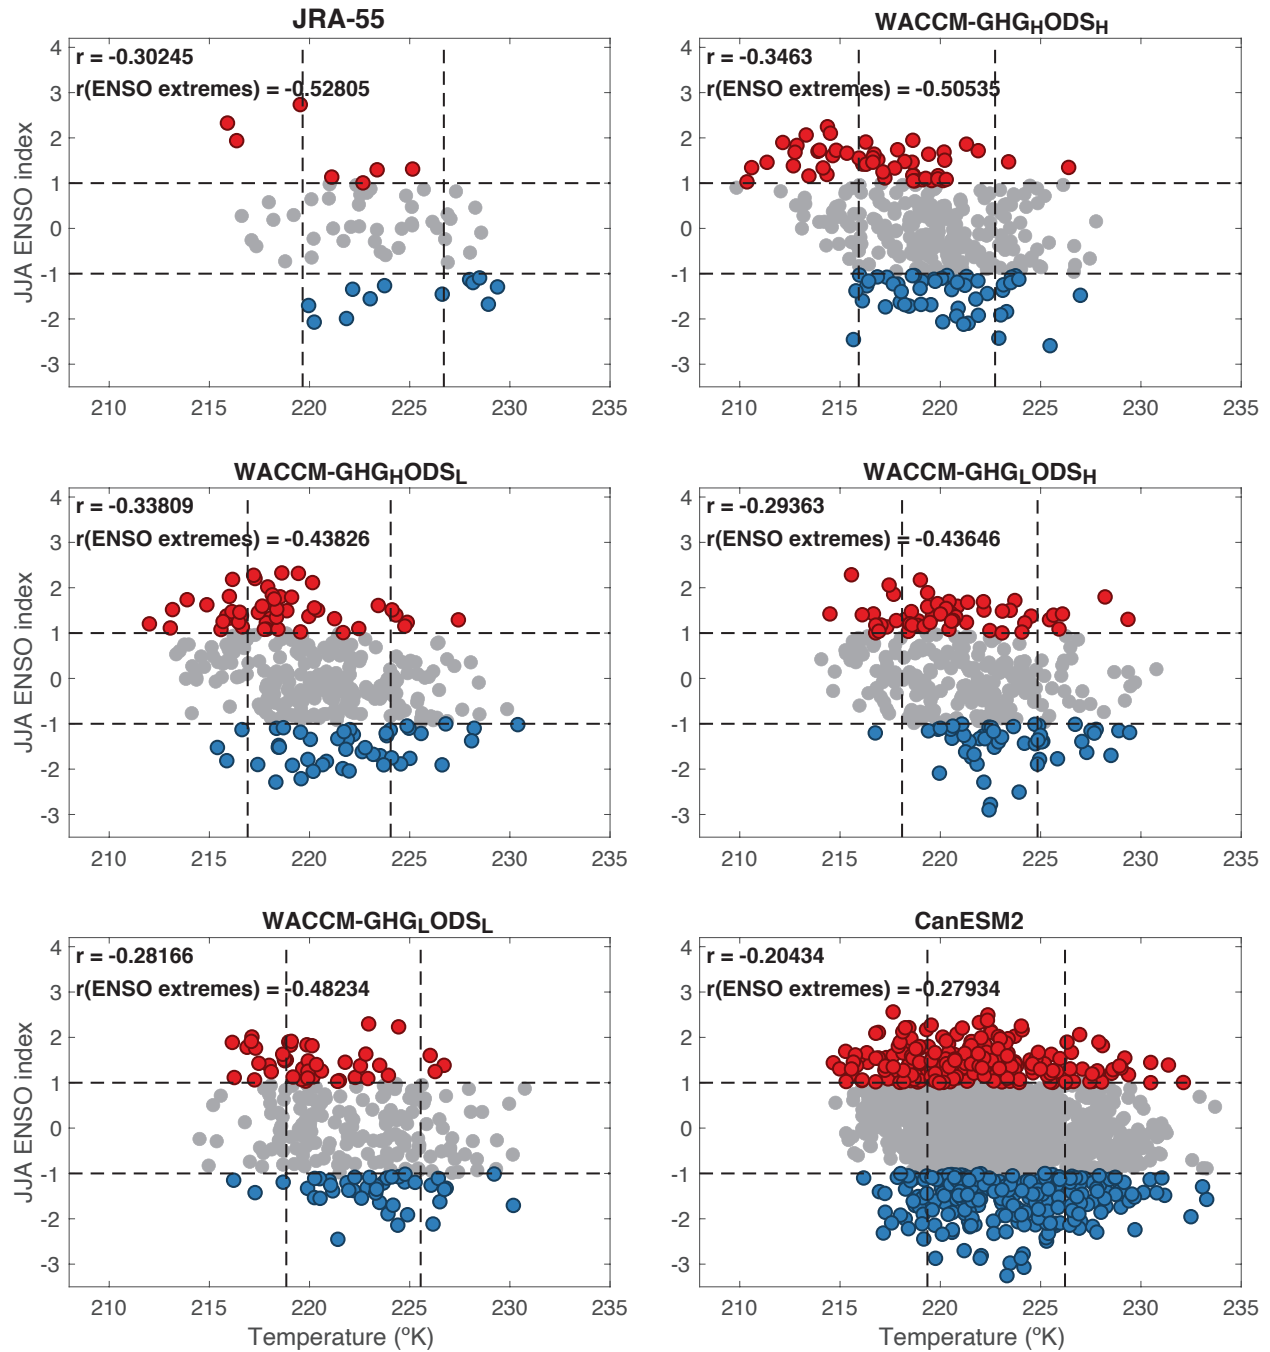 JRA-55
r = -0.30245
r(ENSO extremes) = -0.52805
JJA ENSO index
4
3
2
1
0
-1
-2
-3
210 215 220 225 230 235
WACCM-GHG_HODS_H
r = -0.3463
r(ENSO extremes) = -0.50535
4
3
2
1
0
-1
-2
-3
210 215 220 225 230 235
WACCM-GHG_HODS_L
r = -0.33809
r(ENSO extremes) = -0.43826
JJA ENSO index
4
3
2
1
0
-1
-2
-3
210 215 220 225 230 235
WACCM-GHG_LODS_H
r = -0.29363
r(ENSO extremes) = -0.43646
4
3
2
1
0
-1
-2
-3
210 215 220 225 230 235
WACCM-GHG_LODS_L
r = -0.28166
r(ENSO extremes) = -0.48234
JJA ENSO index
4
3
2
1
0
-1
-2
-3
210 215 220 225 230 235
Temperature (°K)
CanESM2
r = -0.20434
r(ENSO extremes) = -0.27934
4
3
2
1
0
-1
-2
-3
210 215 220 225 230 235
Temperature (°K)